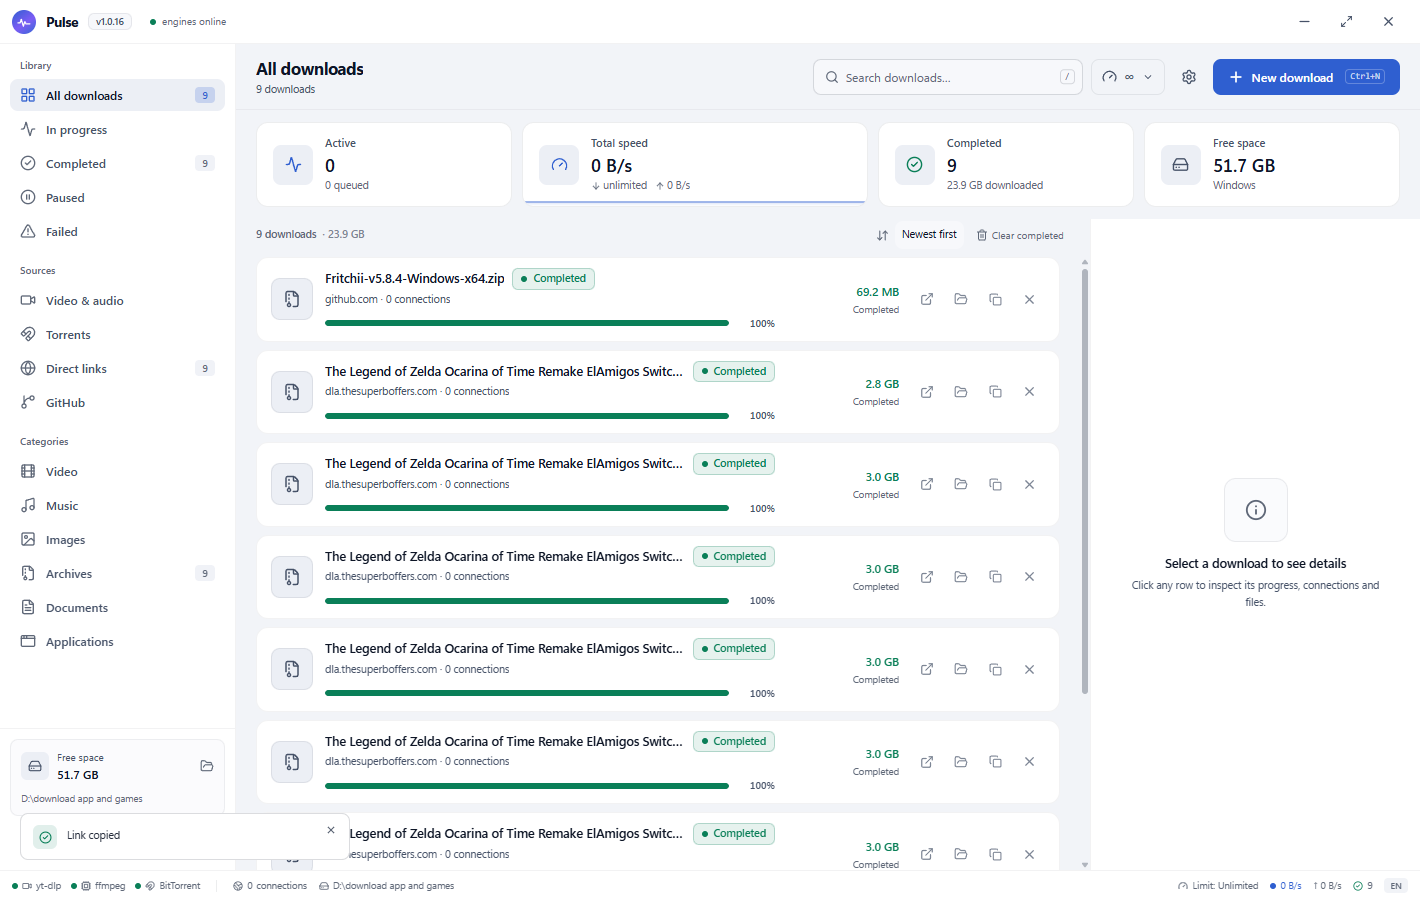 Pulse v1.0.16 engines online
Library
All downloads 9
In progress
Completed 9
Paused
Failed
Sources
Video & audio
Torrents
Direct links 9
GitHub
Categories
Video
Music
Images
Archives 9
Documents
Applications
Free space
51.7 GB
D:\download app and games
Link copied
All downloads
9 downloads
Search downloads... /
∞
New download Ctrl+N
Active
0
0 queued
Total speed
0 B/s
↓ unlimited ↑ 0 B/s
Completed
9
23.9 GB downloaded
Free space
51.7 GB
Windows
9 downloads · 23.9 GB
Newest first
Clear completed
Fritchii-v5.8.4-Windows-x64.zip Completed
github.com · 0 connections
100%
69.2 MB
Completed
The Legend of Zelda Ocarina of Time Remake ElAmigos Switc... Completed
dla.thesuperboffers.com · 0 connections
100%
2.8 GB
Completed
The Legend of Zelda Ocarina of Time Remake ElAmigos Switc... Completed
dla.thesuperboffers.com · 0 connections
100%
3.0 GB
Completed
The Legend of Zelda Ocarina of Time Remake ElAmigos Switc... Completed
dla.thesuperboffers.com · 0 connections
100%
3.0 GB
Completed
The Legend of Zelda Ocarina of Time Remake ElAmigos Switc... Completed
dla.thesuperboffers.com · 0 connections
100%
3.0 GB
Completed
The Legend of Zelda Ocarina of Time Remake ElAmigos Switc... Completed
dla.thesuperboffers.com · 0 connections
100%
3.0 GB
Completed
Legend of Zelda Ocarina of Time Remake ElAmigos Switc... Completed
.thesuperboffers.com · 0 connections
3.0 GB
Completed
Select a download to see details
Click any row to inspect its progress, connections and
files.
yt-dlp ffmpeg BitTorrent 0 connections D:\download app and games
Limit: Unlimited 0 B/s ↑ 0 B/s 9 EN